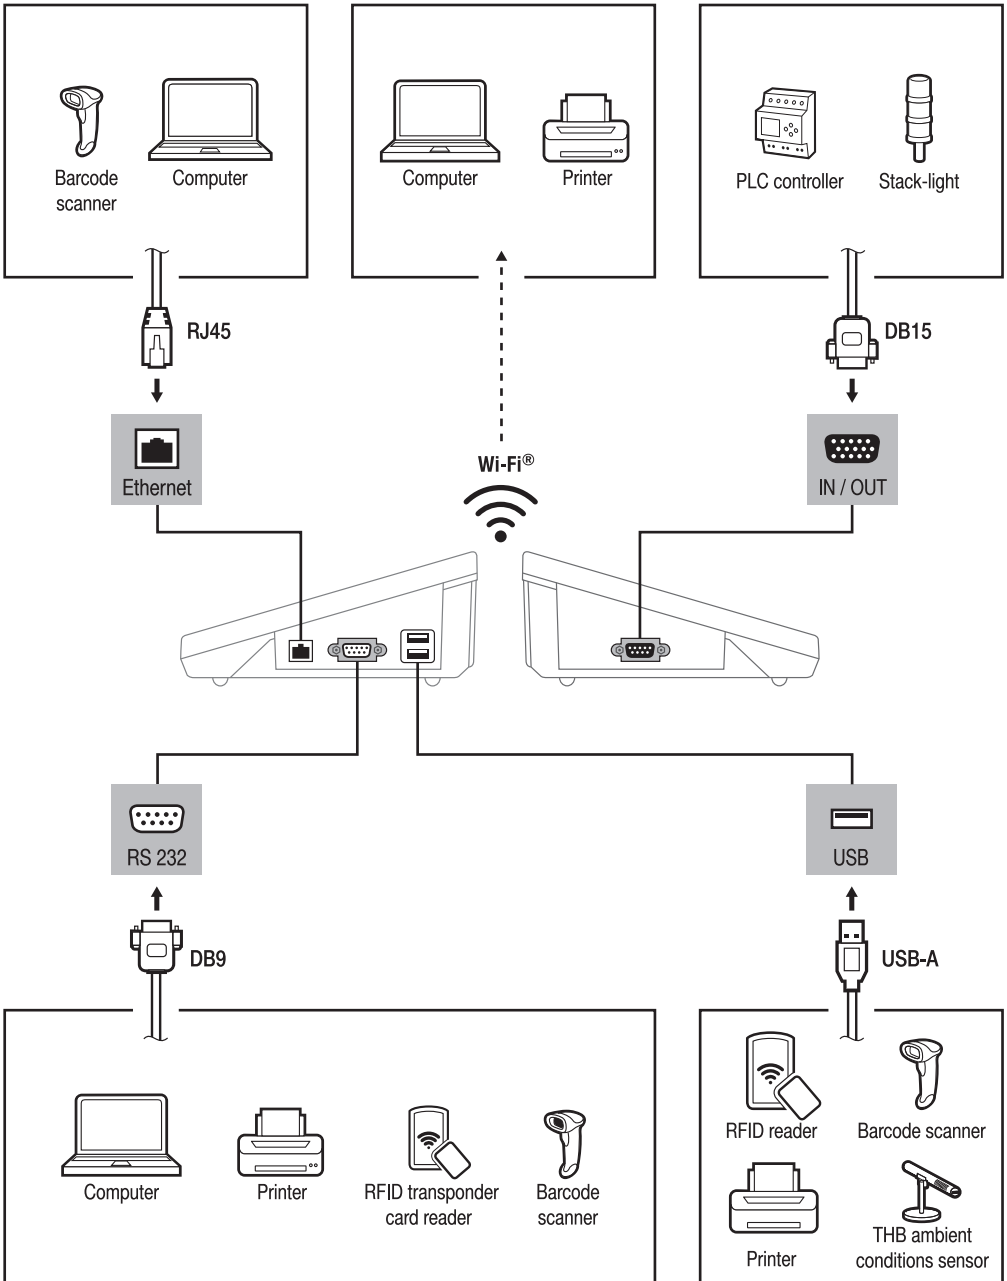 Barcode
scanner
Computer
Computer
Printer
PLC controller
Stack-light
RJ45
DB15
Ethernet
Wi-Fi®
IN / OUT
RS 232
USB
DB9
USB-A
Computer
Printer
RFID transponder
card reader
Barcode
scanner
RFID reader
Barcode scanner
Printer
THB ambient
conditions sensor